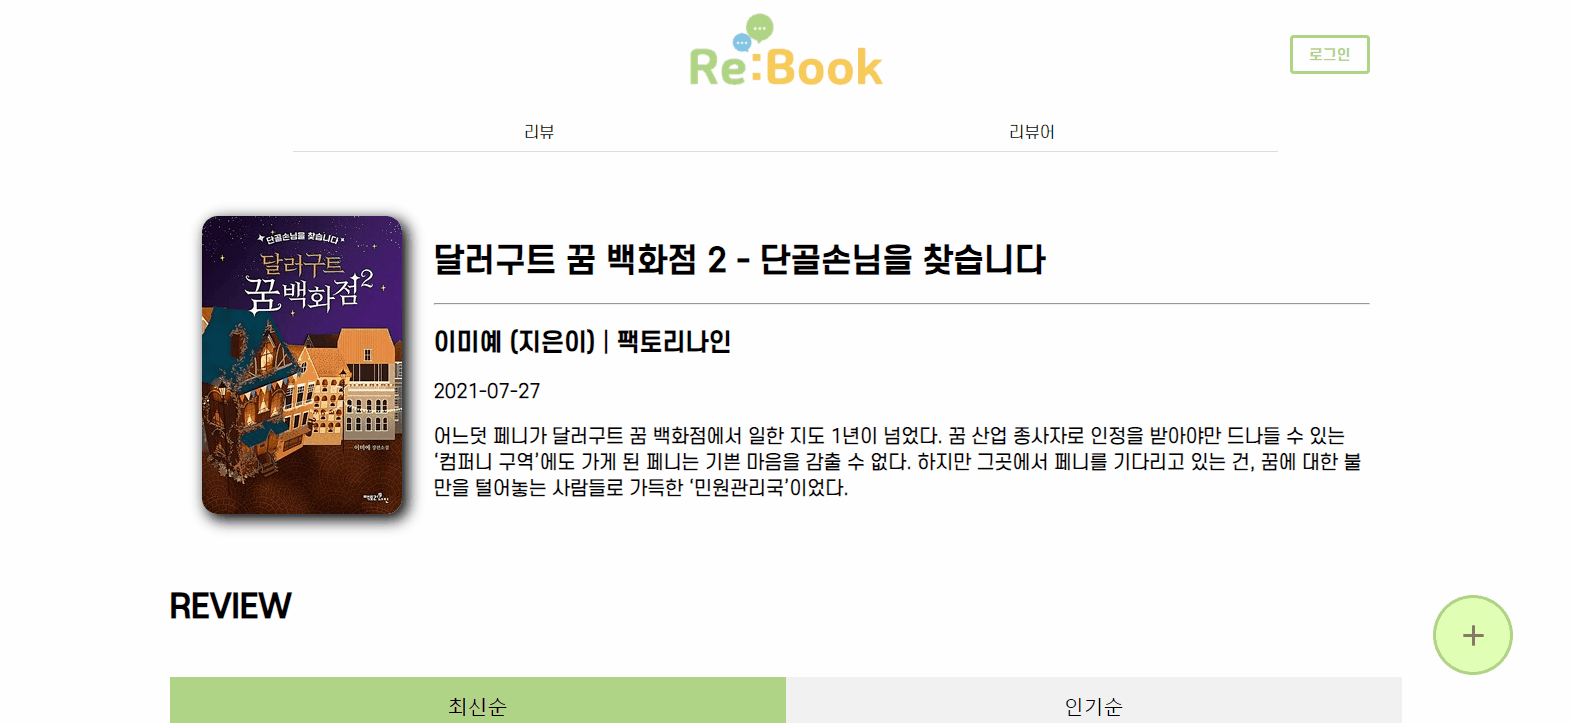 Re:Book
로그인
리뷰
리뷰어
단골손님을 찾습니다
달러구트
꿈백화점2
이미예 장편소설
팩토리나인
달러구트 꿈 백화점 2 - 단골손님을 찾습니다
이미예 (지은이) | 팩토리나인
2021-07-27
어느덧 페니가 달러구트 꿈 백화점에서 일한 지도 1년이 넘었다. 꿈 산업 종사자로 인정을 받아야만 드나들 수 있는
‘컴퍼니 구역’에도 가게 된 페니는 기쁜 마음을 감출 수 없다. 하지만 그곳에서 페니를 기다리고 있는 건, 꿈에 대한 불
만을 털어놓는 사람들로 가득한 ‘민원관리국’이었다.
REVIEW
+
최신순
인기순